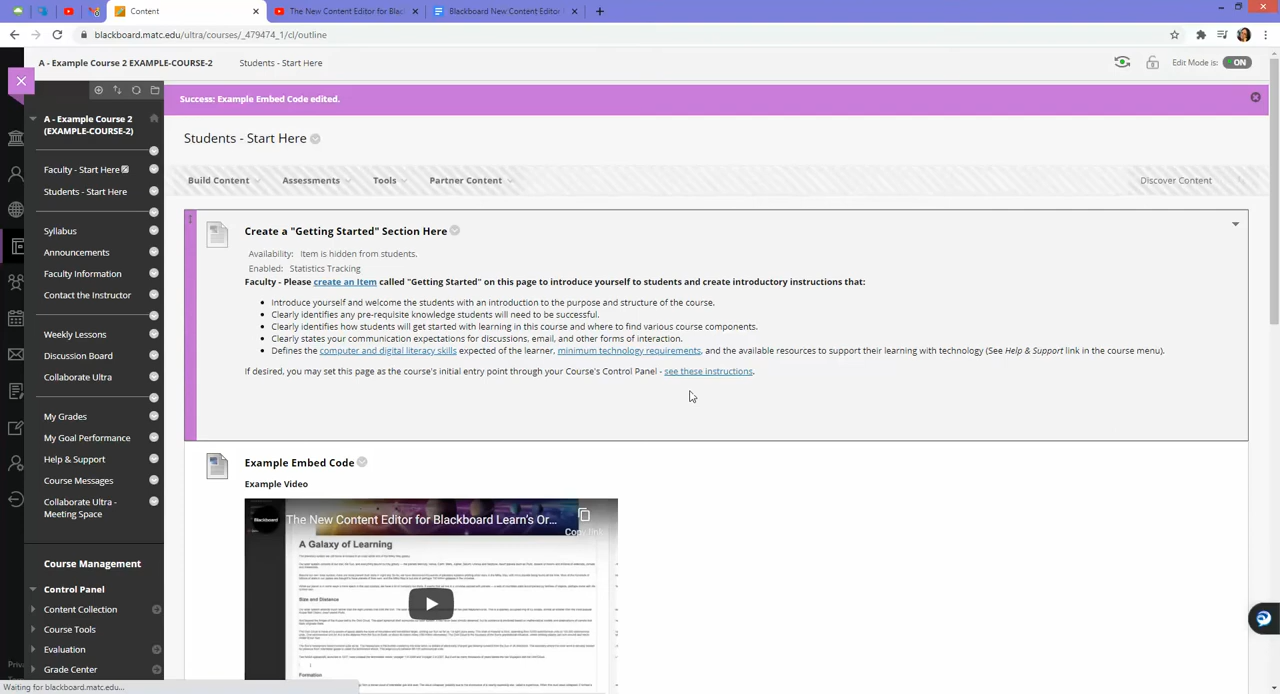 Content
The New Content Editor for Blac
Blackboard New Content Editor
blackboard.matc.edu/ultra/courses/_479474_1/cl/outline
A - Example Course 2 EXAMPLE-COURSE-2
Students - Start Here
Edit Mode is:
ON
Success: Example Embed Code edited.
A - Example Course 2
(EXAMPLE-COURSE-2)
Faculty - Start Here
Students - Start Here
Syllabus
Announcements
Faculty Information
Contact the Instructor
Weekly Lessons
Discussion Board
Collaborate Ultra
My Grades
My Goal Performance
Help & Support
Course Messages
Collaborate Ultra -
Meeting Space
Course Management
Control Panel
Content Collection
Course Tools
Evaluation
Grade Center
Students - Start Here
Build Content
Assessments
Tools
Partner Content
Discover Content
Create a "Getting Started" Section Here
Availability: Item is hidden from students.
Enabled: Statistics Tracking
Faculty - Please create an Item called "Getting Started" on this page to introduce yourself to students and create introductory instructions that:
Introduce yourself and welcome the students with an introduction to the purpose and structure of the course.
Clearly identifies any pre-requisite knowledge students will need to be successful.
Clearly identifies how students will get started with learning in this course and where to find various course components.
Clearly states your communication expectations for discussions, email, and other forms of interaction.
Defines the computer and digital literacy skills expected of the learner, minimum technology requirements, and the available resources to support their learning with technology (See Help & Support link in the course menu).
If desired, you may set this page as the course's initial entry point through your Course's Control Panel - see these instructions.
Example Embed Code
Example Video
Blackboard
The New Content Editor for Blackboard Learn's Or...
Copy link
A Galaxy of Learning
Size and Distance
Formation
Waiting for blackboard.matc.edu...